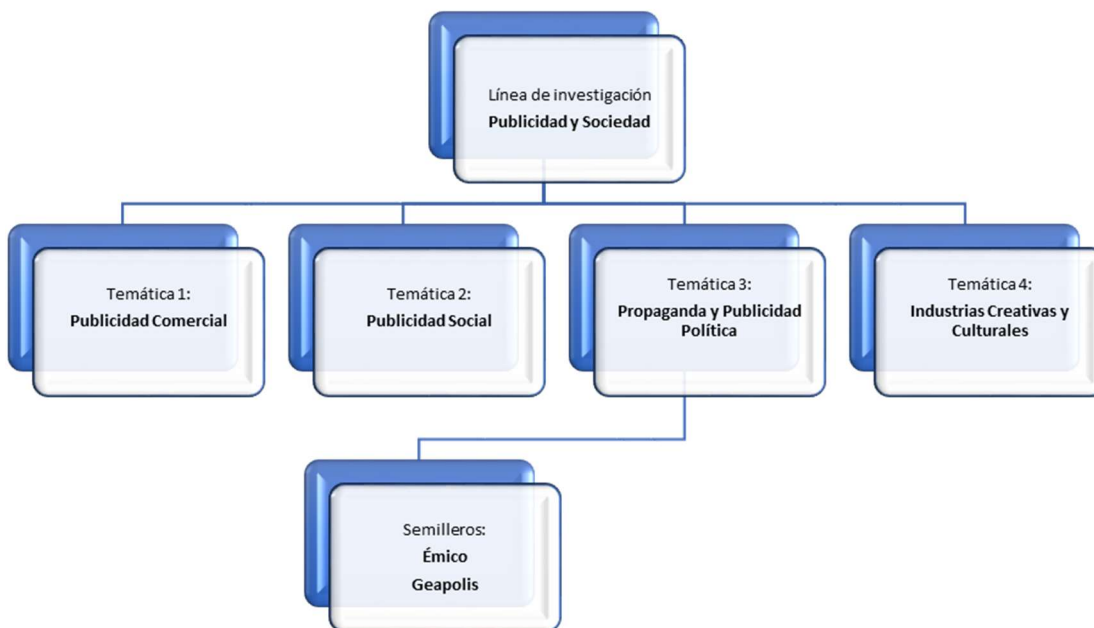 Línea de investigación
Publicidad y Sociedad
Temática 1:
Publicidad Comercial
Temática 2:
Publicidad Social
Temática 3:
Propaganda y Publicidad
Política
Temática 4:
Industrias Creativas y
Culturales
Semilleros:
Émico
Geapolis